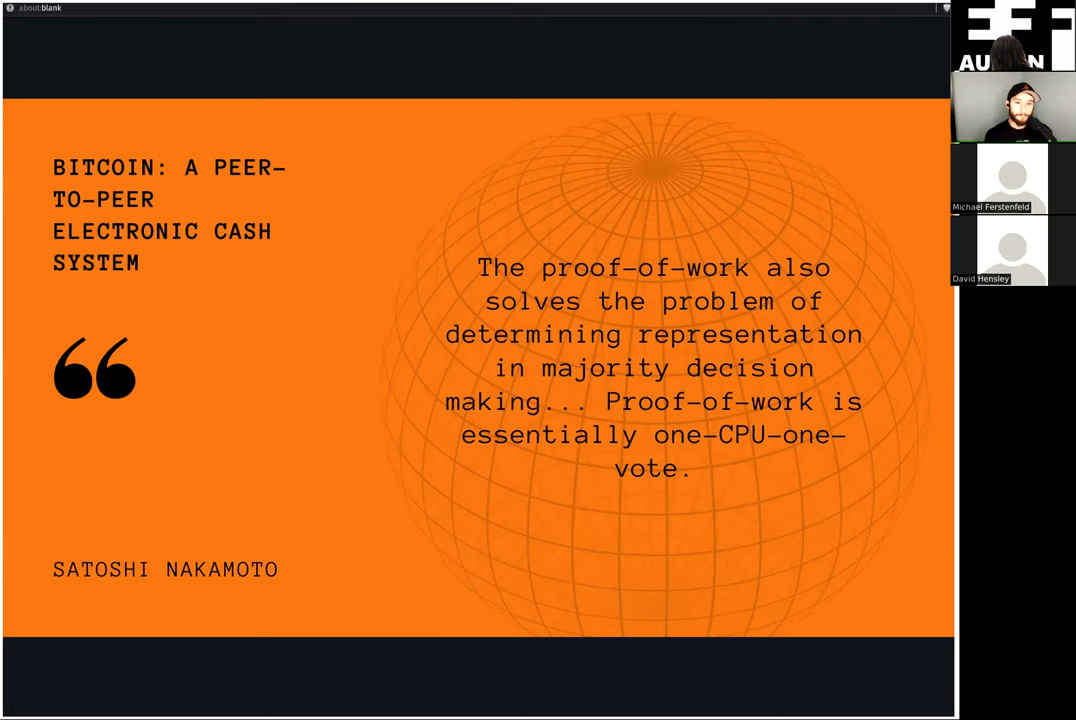 about:blank
BITCOIN: A PEER-
TO-PEER
ELECTRONIC CASH
SYSTEM
“
The proof-of-work also
solves the problem of
determining representation
in majority decision
making... Proof-of-work is
essentially one-CPU-one-
vote.
SATOSHI NAKAMOTO
EFF
AU N
Michael Ferstenfeld
David Hensley